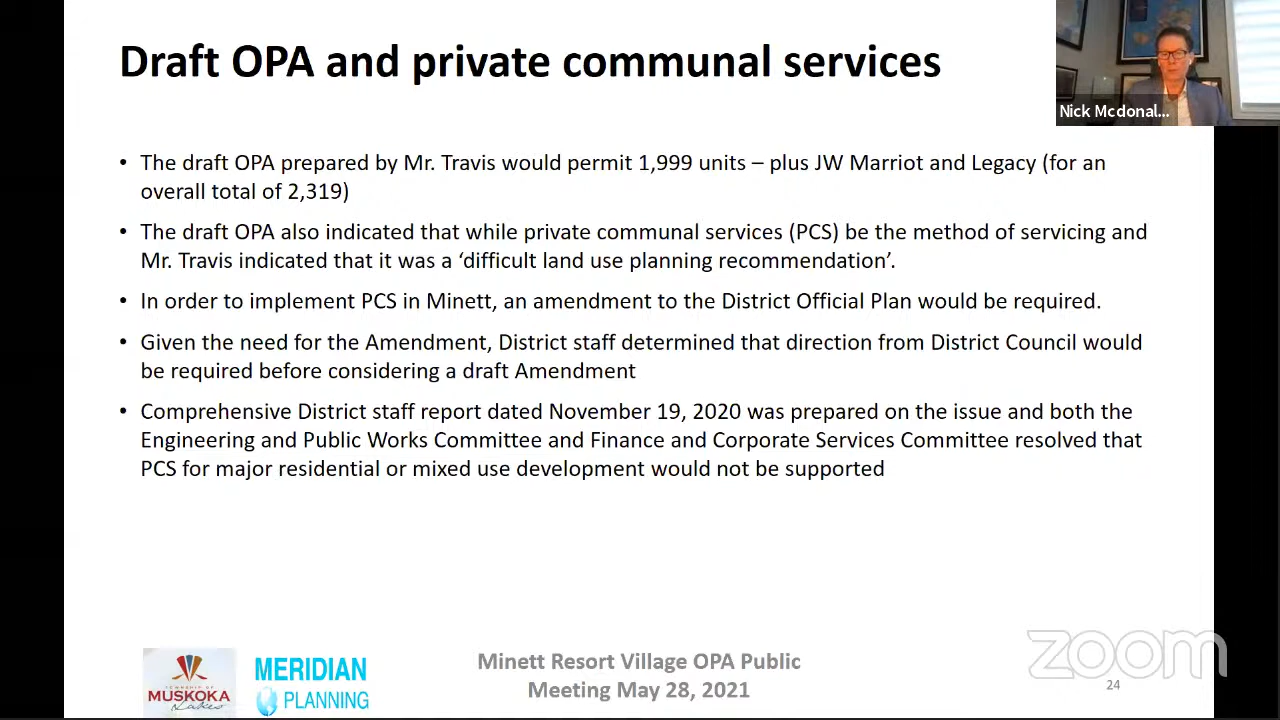 Draft OPA and private communal services
Nick Mcdonal...
• The draft OPA prepared by Mr. Travis would permit 1,999 units – plus JW Marriot and Legacy (for an
overall total of 2,319)
• The draft OPA also indicated that while private communal services (PCS) be the method of servicing and
Mr. Travis indicated that it was a ‘difficult land use planning recommendation’.
• In order to implement PCS in Minett, an amendment to the District Official Plan would be required.
• Given the need for the Amendment, District staff determined that direction from District Council would
be required before considering a draft Amendment
• Comprehensive District staff report dated November 19, 2020 was prepared on the issue and both the
Engineering and Public Works Committee and Finance and Corporate Services Committee resolved that
PCS for major residential or mixed use development would not be supported
TOWNSHIP OF
MUSKOKA
Lakes
MERIDIAN
PLANNING
Minett Resort Village OPA Public
Meeting May 28, 2021
zoom
24